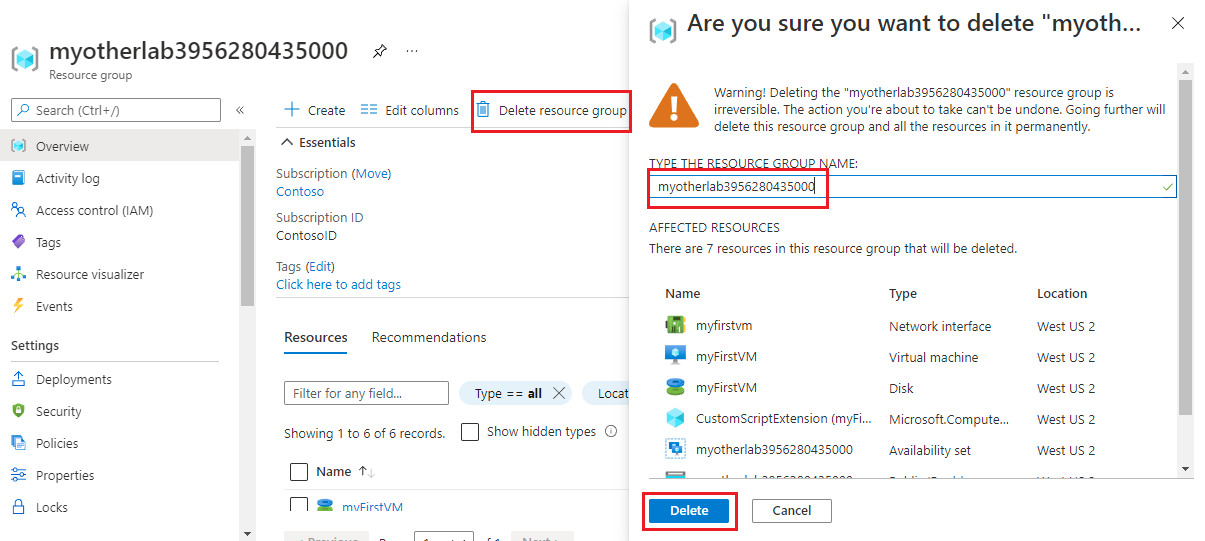 myotherlab3956280435000
Resource group
Search (Ctrl+/)
«
Overview
Activity log
Access control (IAM)
Tags
Resource visualizer
Events
Settings
Deployments
Security
Policies
Properties
Locks
Create
Edit columns
Delete resource group
Essentials
Subscription (Move)
Contoso
Subscription ID
ContosoID
Tags (Edit)
Click here to add tags
Resources
Recommendations
Filter for any field...
Type == all
Locat
Showing 1 to 6 of 6 records.
Show hidden types
Name ↑↓
myFirstVM
Are you sure you want to delete "myoth...
Warning! Deleting the "myotherlab3956280435000" resource group is
irreversible. The action you're about to take can't be undone. Going further will
delete this resource group and all the resources in it permanently.
TYPE THE RESOURCE GROUP NAME:
myotherlab3956280435000
AFFECTED RESOURCES
There are 7 resources in this resource group that will be deleted.
Name Type Location
myfirstvm Network interface West US 2
myFirstVM Virtual machine West US 2
myFirstVM Disk West US 2
CustomScriptExtension (myFi... Microsoft.Compute... West US 2
myotherlab3956280435000 Availability set West US 2
Delete
Cancel